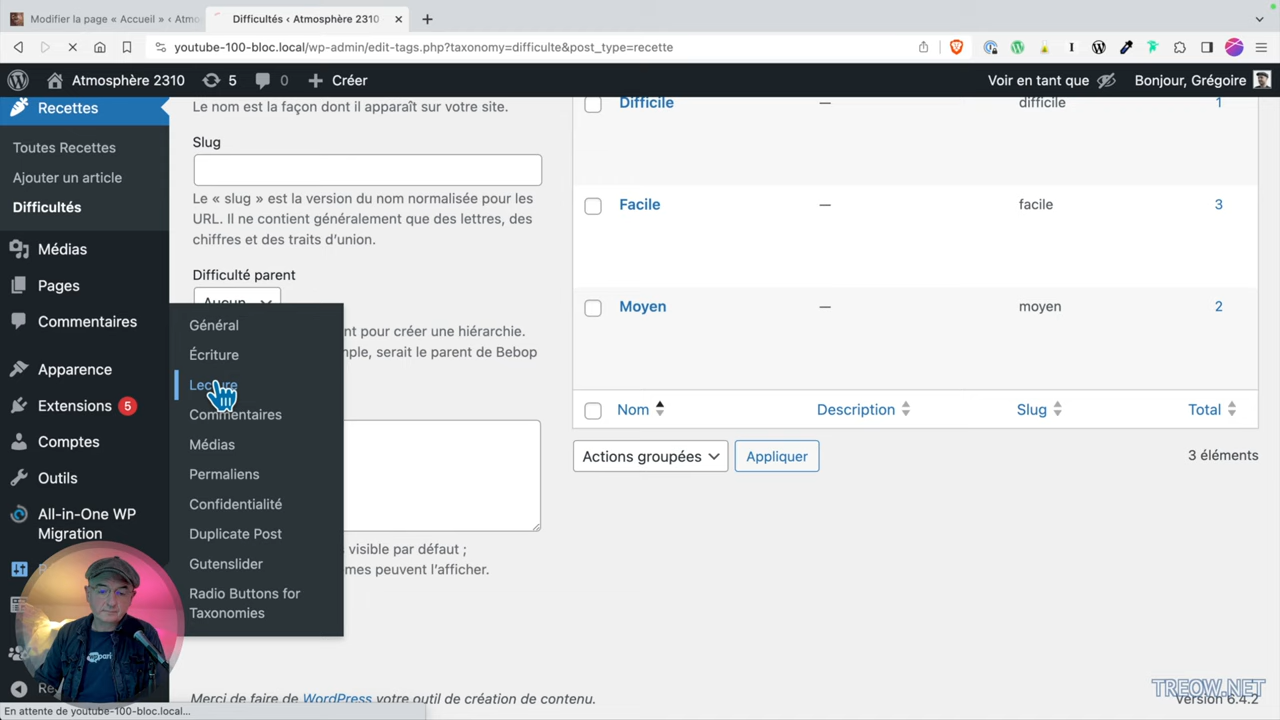 Modifier la page « Accueil » ‹ Atmo
Difficultés ‹ Atmosphère 2310
youtube-100-bloc.local/wp-admin/edit-tags.php?taxonomy=difficulte&post_type=recette
Atmosphère 2310
5
0
Créer
Voir en tant que
Bonjour, Grégoire
Recettes
Toutes Recettes
Ajouter un article
Difficultés
Médias
Pages
Commentaires
Apparence
Extensions 5
Comptes
Outils
All-in-One WP
Migration
Général
Écriture
Lecture
Commentaires
Médias
Permaliens
Confidentialité
Duplicate Post
Gutenslider
Radio Buttons for
Taxonomies
Le nom est la façon dont il apparaît sur votre site.
Slug
Le « slug » est la version du nom normalisée pour les
URL. Il ne contient généralement que des lettres, des
chiffres et des traits d’union.
Difficulté parent
Aucun
nt pour créer une hiérarchie.
mple, serait le parent de Bebop
visible par défaut ;
mes peuvent l’afficher.
Difficile — difficile 1
Facile — facile 3
Moyen — moyen 2
Nom Description Slug Total
Actions groupées Appliquer 3 éléments
Merci de faire de WordPress votre outil de création de contenu.
Version 6.4.2
TREOW.NET
wppari
En attente de youtube-100-bloc.local...